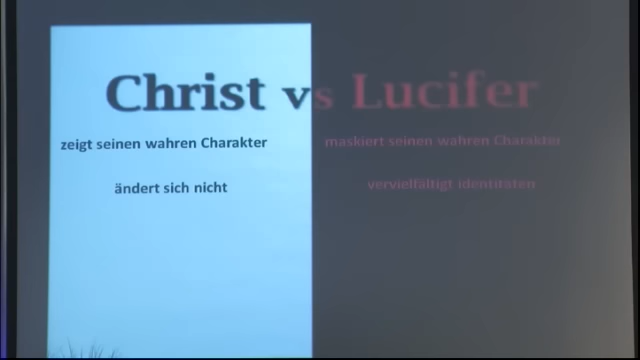 Christ vs Lucifer
zeigt seinen wahren Charakter
maskiert seinen wahren Charakter
ändert sich nicht
vervielfältigt identitäten